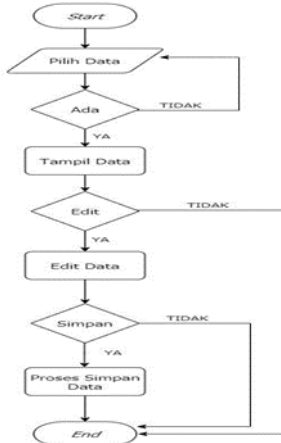 Start
Pilih Data
Ada
TIDAK
YA
Tampil Data
Edit
TIDAK
YA
Edit Data
Simpan
TIDAK
YA
Proses Simpan
Data
End